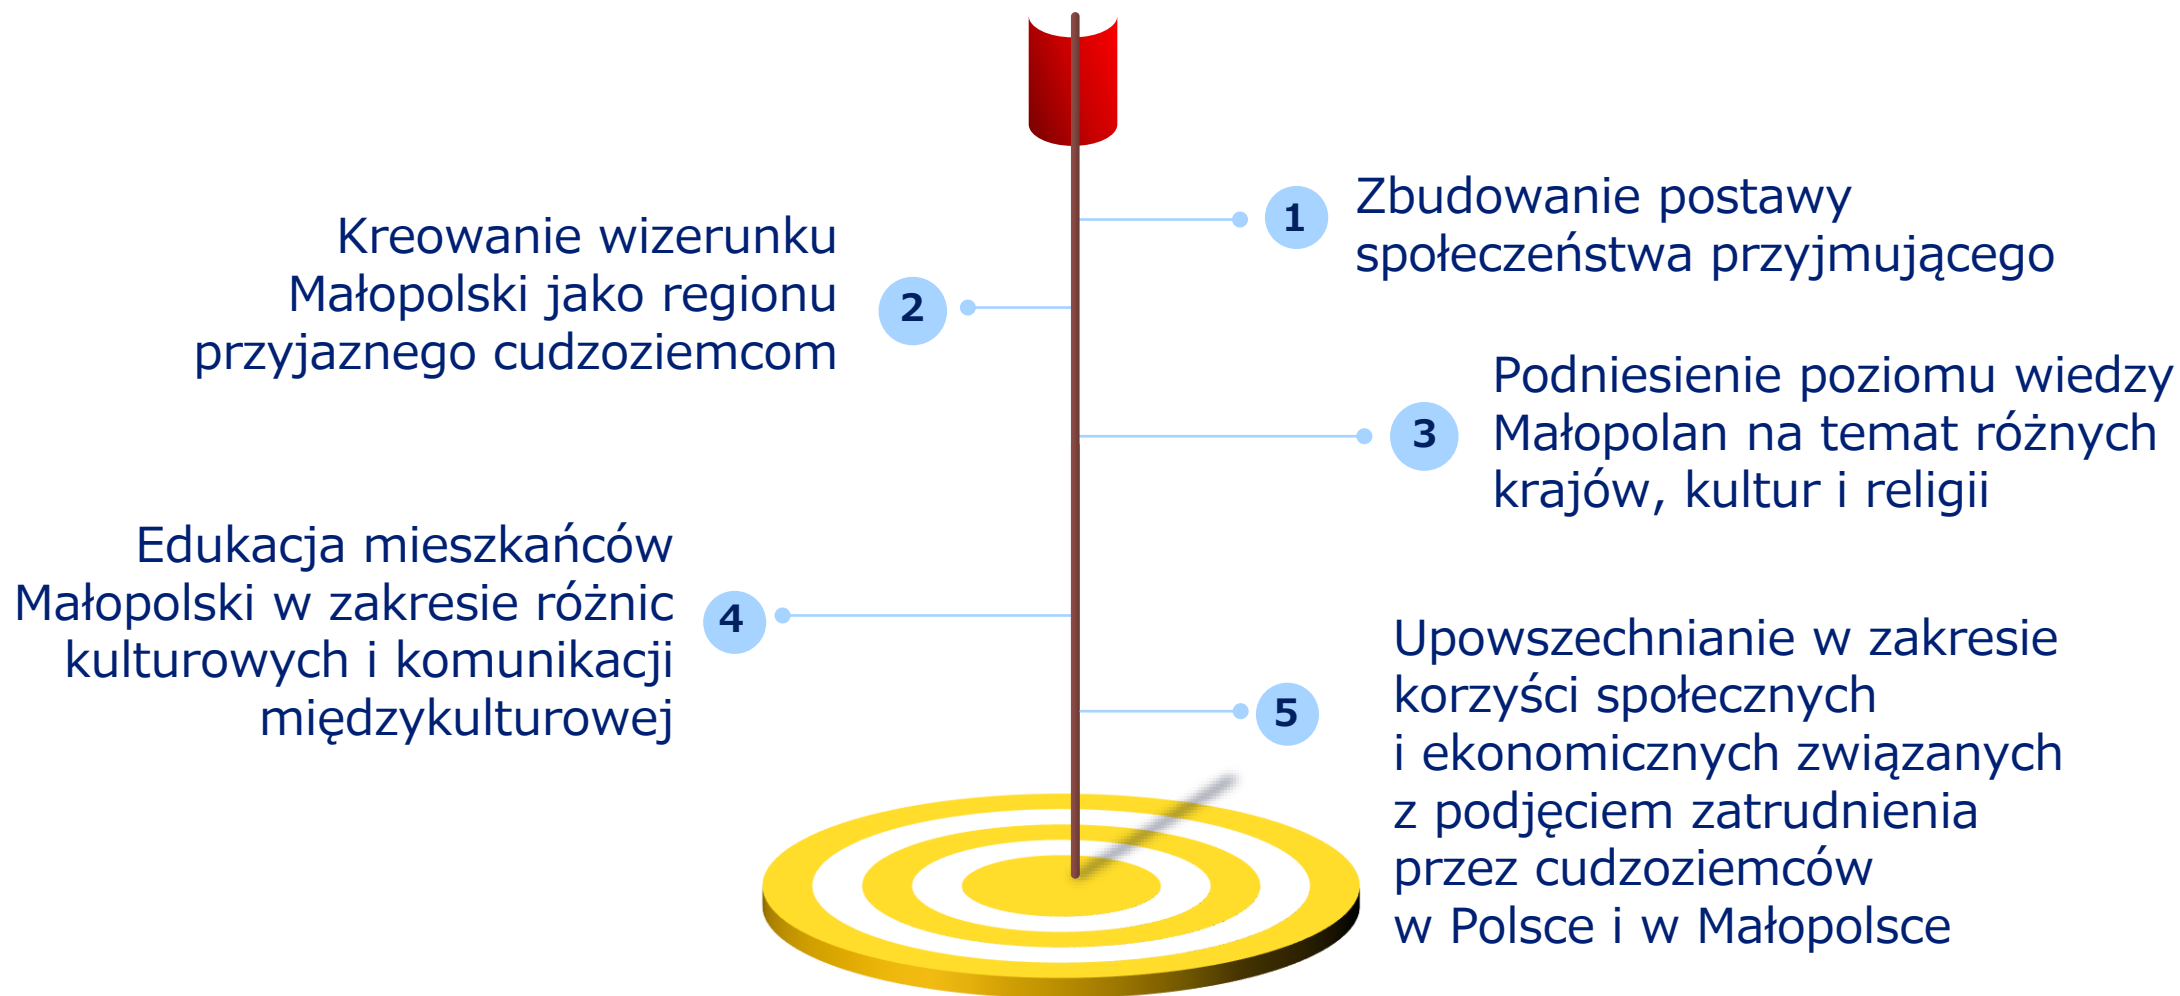 1
Zbudowanie postawy
społeczeństwa przyjmującego
2
Kreowanie wizerunku
Małopolski jako regionu
przyjaznego cudzoziemcom
3
Podniesienie poziomu wiedzy
Małopolan na temat różnych
krajów, kultur i religii
4
Edukacja mieszkańców
Małopolski w zakresie różnic
kulturowych i komunikacji
międzykulturowej
5
Upowszechnianie w zakresie
korzyści społecznych
i ekonomicznych związanych
z podjęciem zatrudnienia
przez cudzoziemców
w Polsce i w Małopolsce